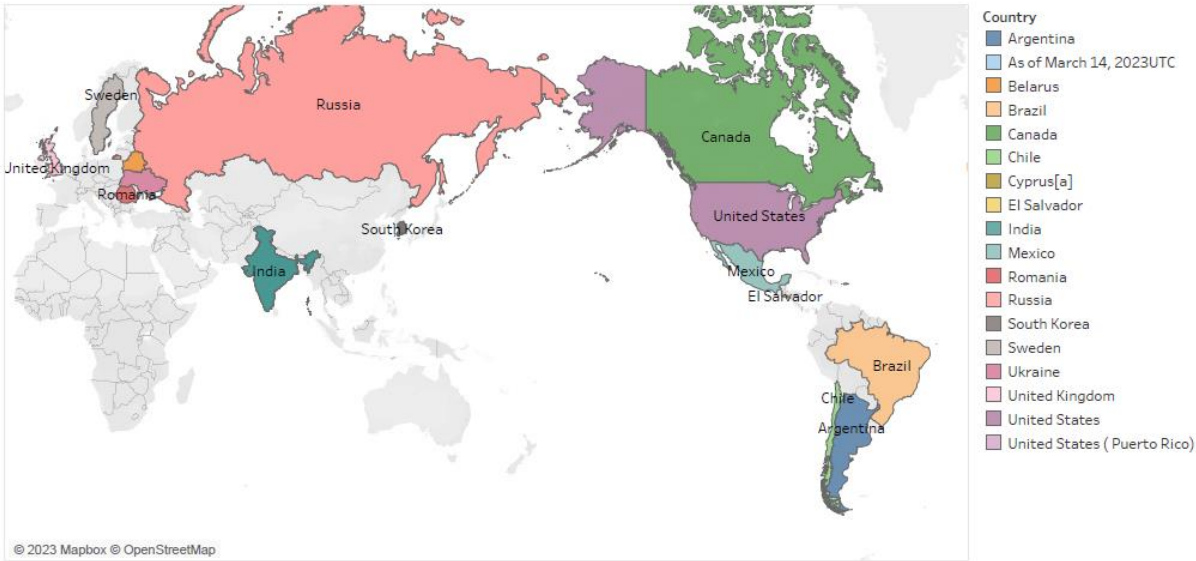 Sweden
Russia
Canada
United Kingdom
Romania
United States
South Korea
India
Mexico
El Salvador
Brazil
Chile
Argentina
© 2023 Mapbox © OpenStreetMap
Country
Argentina
As of March 14, 2023UTC
Belarus
Brazil
Canada
Chile
Cyprus[a]
El Salvador
India
Mexico
Romania
Russia
South Korea
Sweden
Ukraine
United Kingdom
United States
United States ( Puerto Rico)